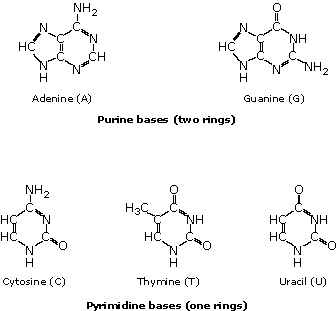 NH₂ O
N C C N C C
HC N C NH
C CH C C
N N N N NH₂
H H
Adenine (A) Guanine (G)
Purine bases (two rings)
NH₂ O O
C H₃C C C
HC N C NH HC NH
HC C O HC C O HC C O
N N N
H H H
Cytosine (C) Thymine (T) Uracil (U)
Pyrimidine bases (one rings)